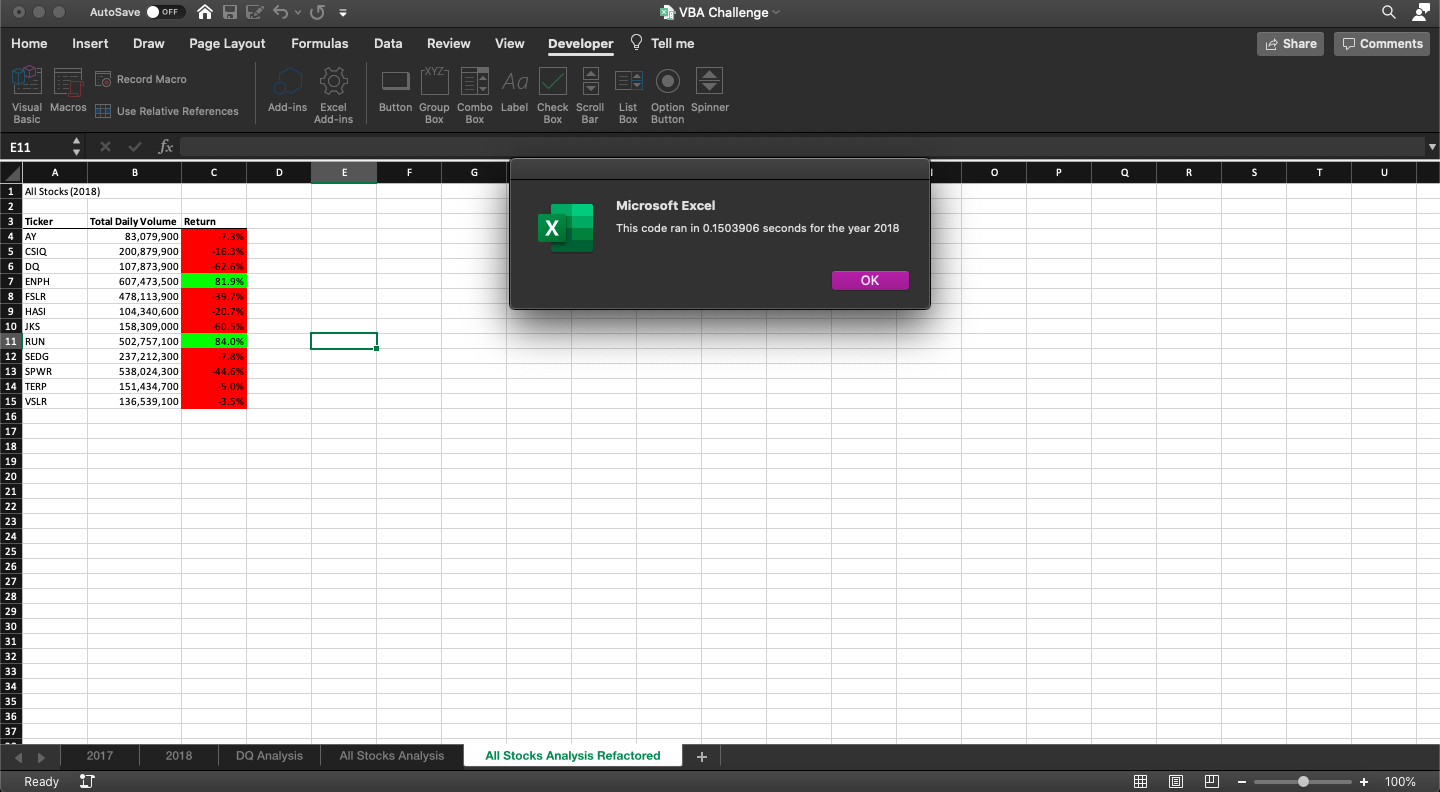 AutoSave OFF VBA Challenge
Home Insert Draw Page Layout Formulas Data Review View Developer Tell me Share Comments
Visual Basic Macros Record Macro Use Relative References Add-ins Excel Add-ins Button Group Box Combo Box Label Check Box Scroll Bar List Box Option Button Spinner
XYZ Aa
E11 fx
A B C D E F G I O P Q R S T U
1 All Stocks (2018)
2
3 Ticker Total Daily Volume Return
4 AY 83,079,900 -7.3%
5 CSIQ 200,879,900 -16.3%
6 DQ 107,873,900 -62.6%
7 ENPH 607,473,500 81.9%
8 FSLR 478,113,900 -39.7%
9 HASI 104,340,600 -20.7%
10 JKS 158,309,000 -60.5%
11 RUN 502,757,100 84.0%
12 SEDG 237,212,300 -7.8%
13 SPWR 538,024,300 -44.6%
14 TERP 151,434,700 -5.0%
15 VSLR 136,539,100 -3.5%
16
17
18
19
20
21
22
23
24
25
26
27
28
29
30
31
32
33
34
35
36
37
X
Microsoft Excel
This code ran in 0.1503906 seconds for the year 2018
OK
2017 2018 DQ Analysis All Stocks Analysis All Stocks Analysis Refactored +
Ready 100%